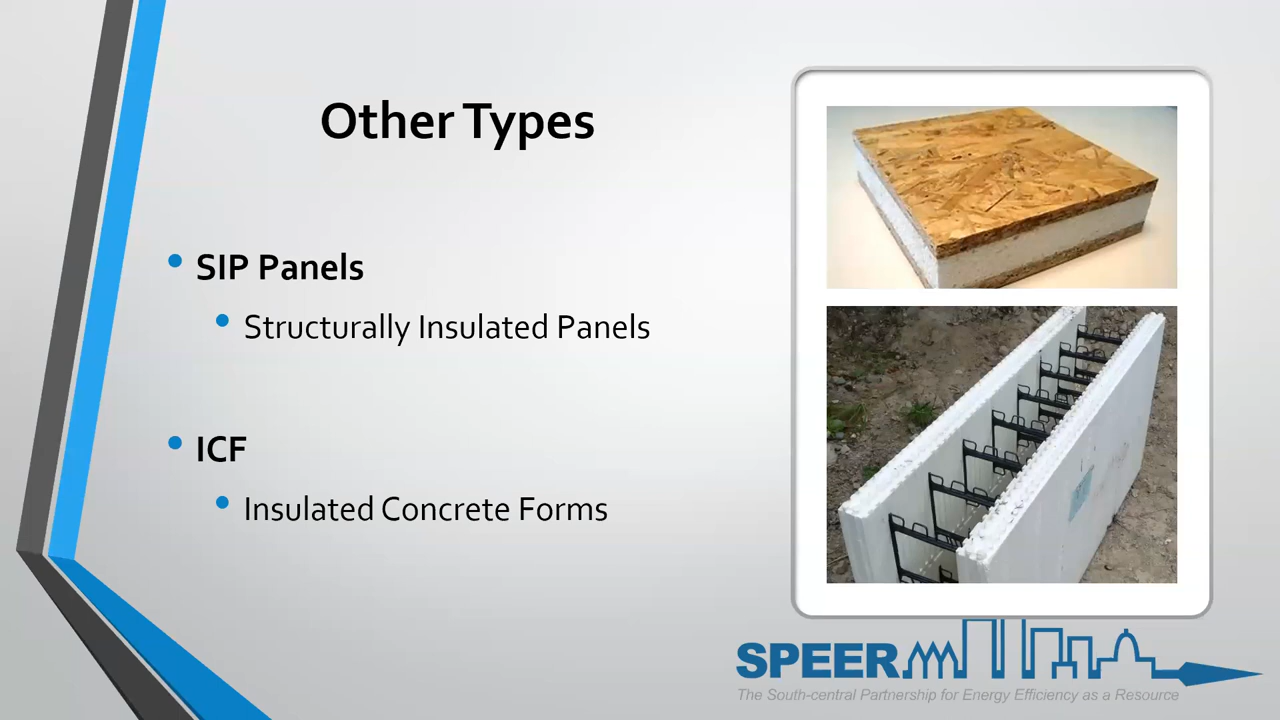 Other Types
SIP Panels
Structurally Insulated Panels
ICF
Insulated Concrete Forms
SPEER
The South-central Partnership for Energy Efficiency as a Resource